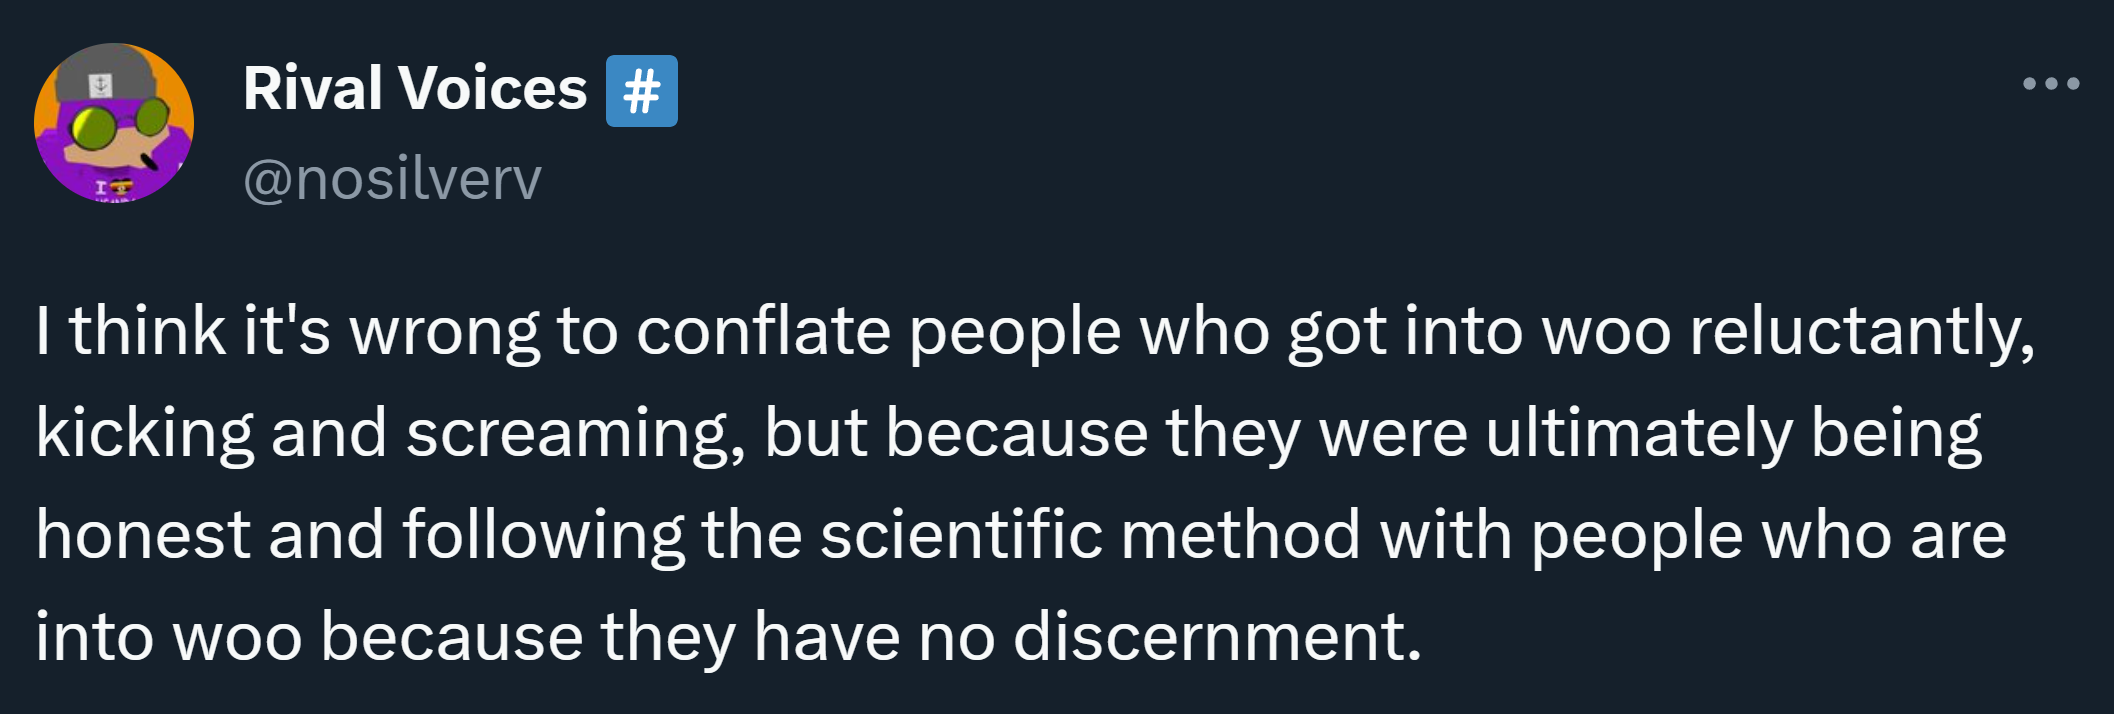 Rival Voices #️⃣
@nosilverv
I think it's wrong to conflate people who got into woo reluctantly,
kicking and screaming, but because they were ultimately being
honest and following the scientific method with people who are
into woo because they have no discernment.
I